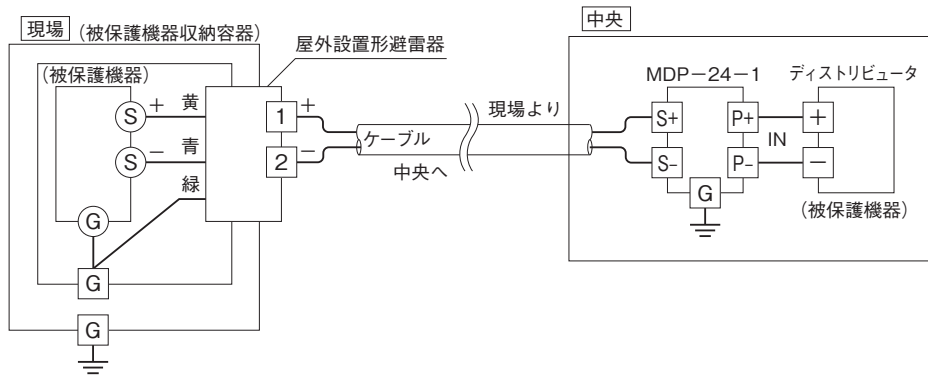 現場 (被保護機器収納容器)
屋外設置形避雷器
(被保護機器)
S + 黄
S − 青
緑
G
G
G
1 +
2 −
ケーブル
現場より
中央へ
中央
MDP−24−1 ディストリビュータ
S+ P+ +
IN
S- P- −
G
(被保護機器)